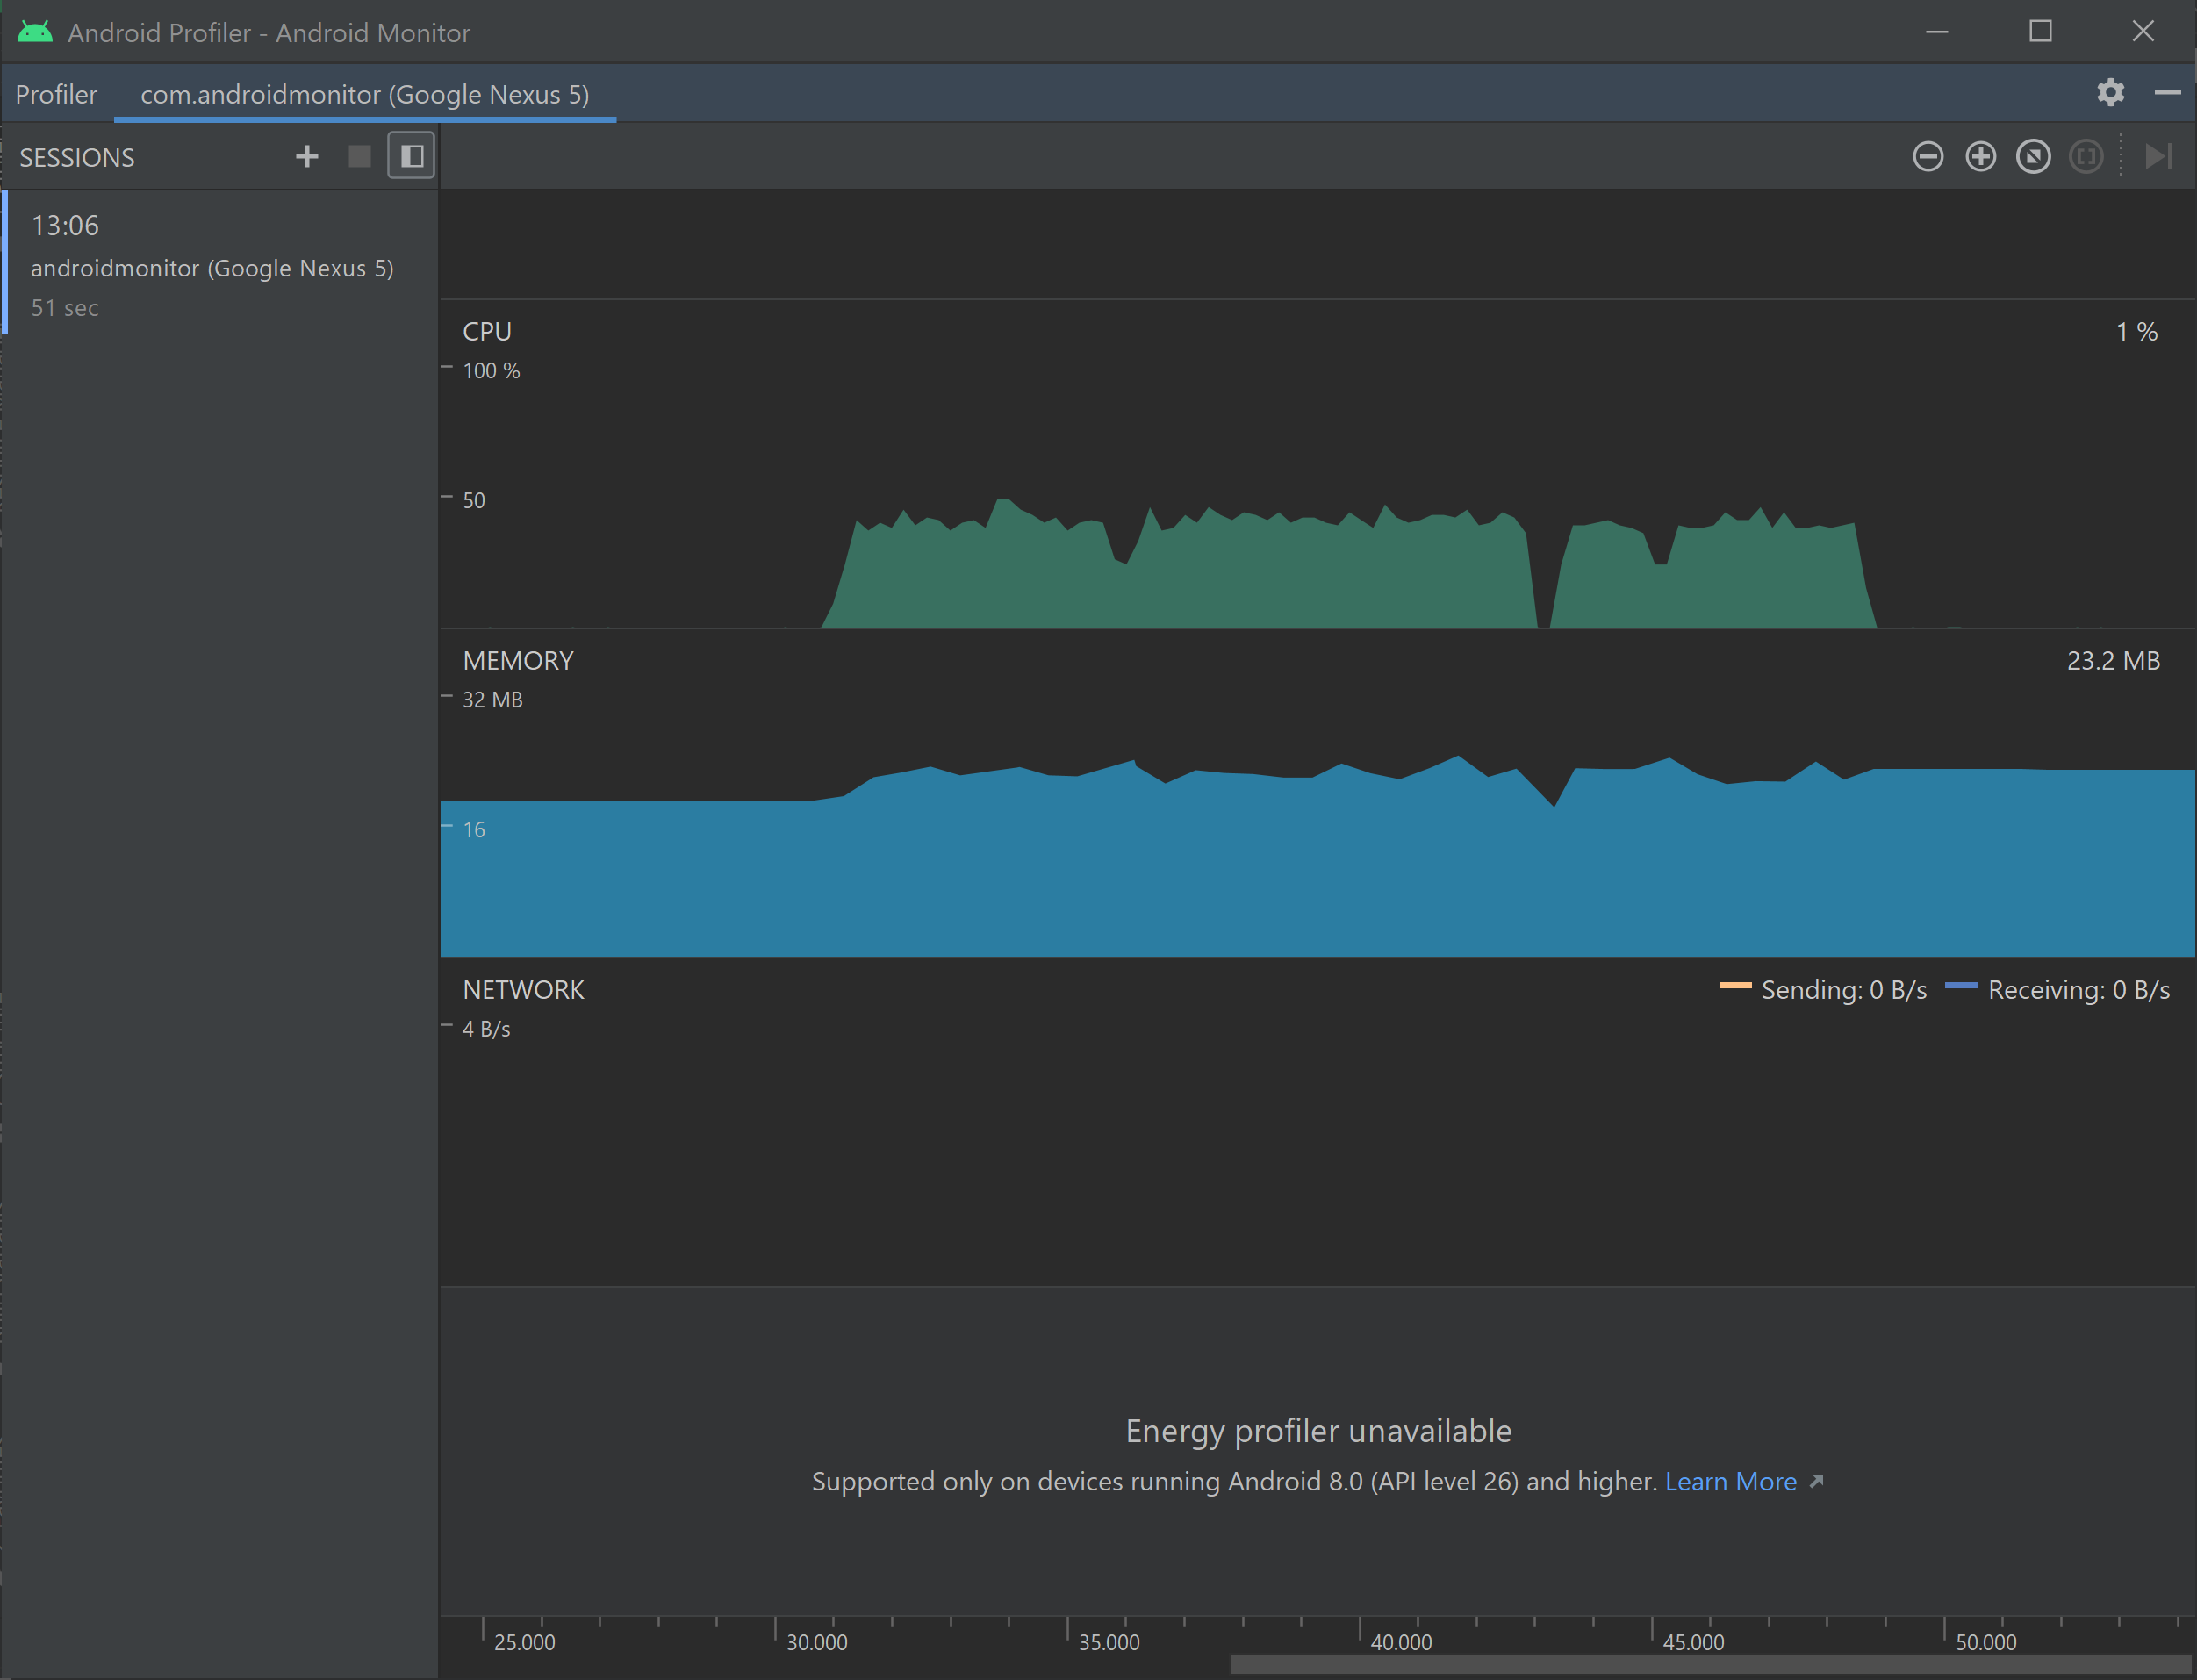 Android Profiler - Android Monitor
Profiler com.androidmonitor (Google Nexus 5)
SESSIONS
13:06
androidmonitor (Google Nexus 5)
51 sec
CPU 1 %
100 %
50
MEMORY 23.2 MB
32 MB
16
NETWORK Sending: 0 B/s Receiving: 0 B/s
4 B/s
Energy profiler unavailable
Supported only on devices running Android 8.0 (API level 26) and higher. Learn More
25.000 30.000 35.000 40.000 45.000 50.000